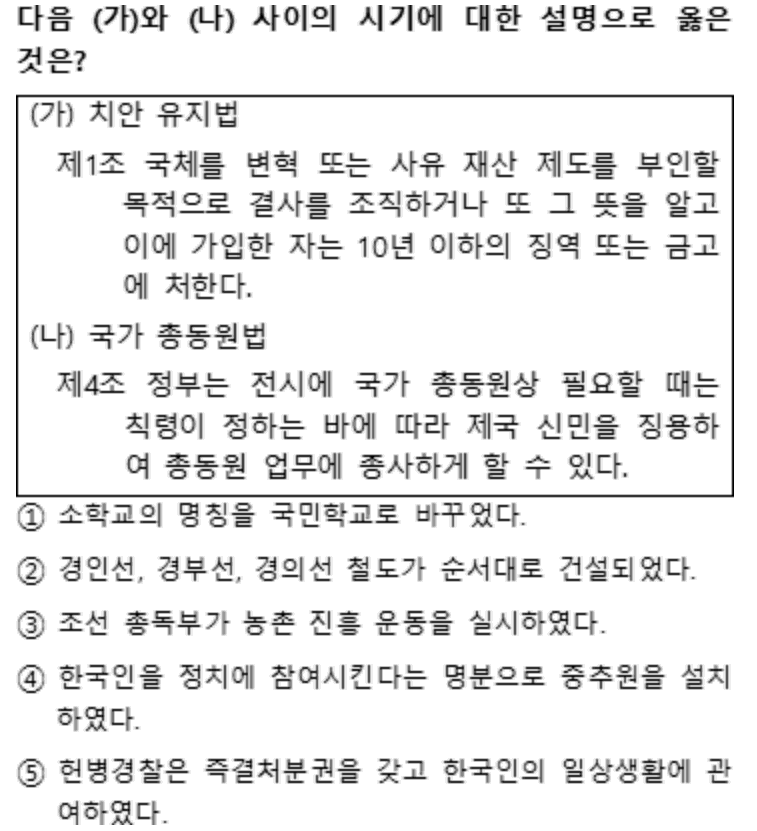 다음 (가)와 (나) 사이의 시기에 대한 설명으로 옳은
것은?
(가) 치안 유지법
제1조 국체를 변혁 또는 사유 재산 제도를 부인할
목적으로 결사를 조직하거나 또 그 뜻을 알고
이에 가입한 자는 10년 이하의 징역 또는 금고
에 처한다.
(나) 국가 총동원법
제4조 정부는 전시에 국가 총동원상 필요할 때는
칙령이 정하는 바에 따라 제국 신민을 징용하
여 총동원 업무에 종사하게 할 수 있다.
① 소학교의 명칭을 국민학교로 바꾸었다.
② 경인선, 경부선, 경의선 철도가 순서대로 건설되었다.
③ 조선 총독부가 농촌 진흥 운동을 실시하였다.
④ 한국인을 정치에 참여시킨다는 명분으로 중추원을 설치
하였다.
⑤ 헌병경찰은 즉결처분권을 갖고 한국인의 일상생활에 관
여하였다.